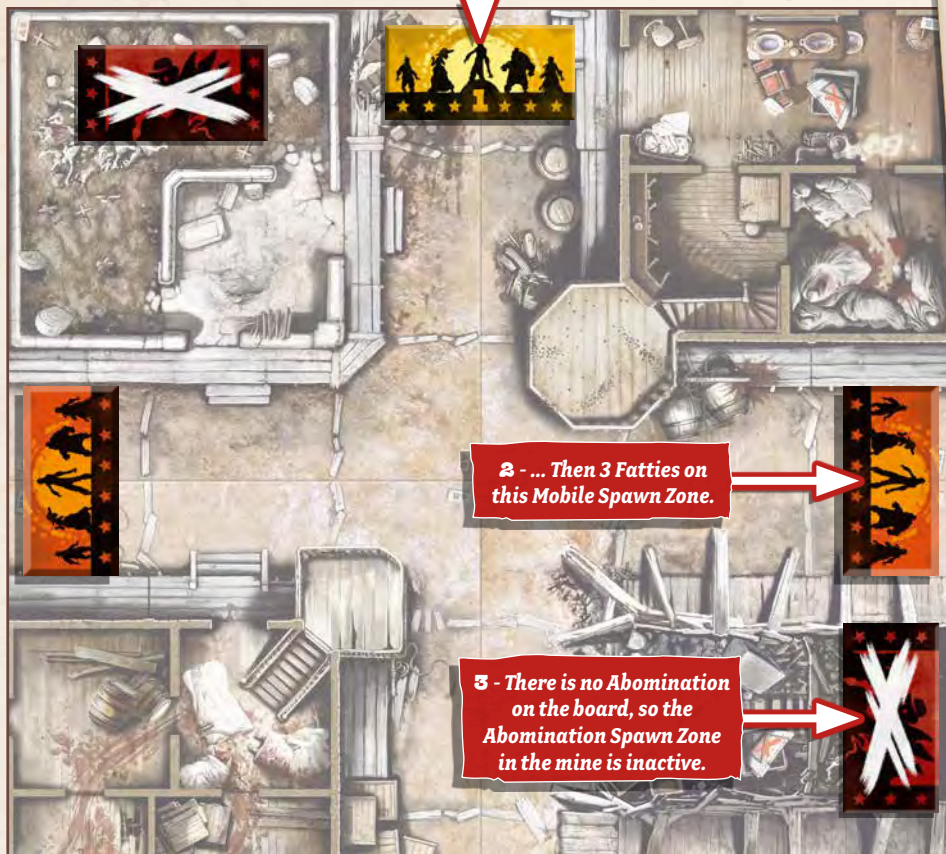 1
2 - ... Then 3 Fatties on
this Mobile Spawn Zone.
3 - There is no Abomination
on the board, so the
Abomination Spawn Zone
in the mine is inactive.